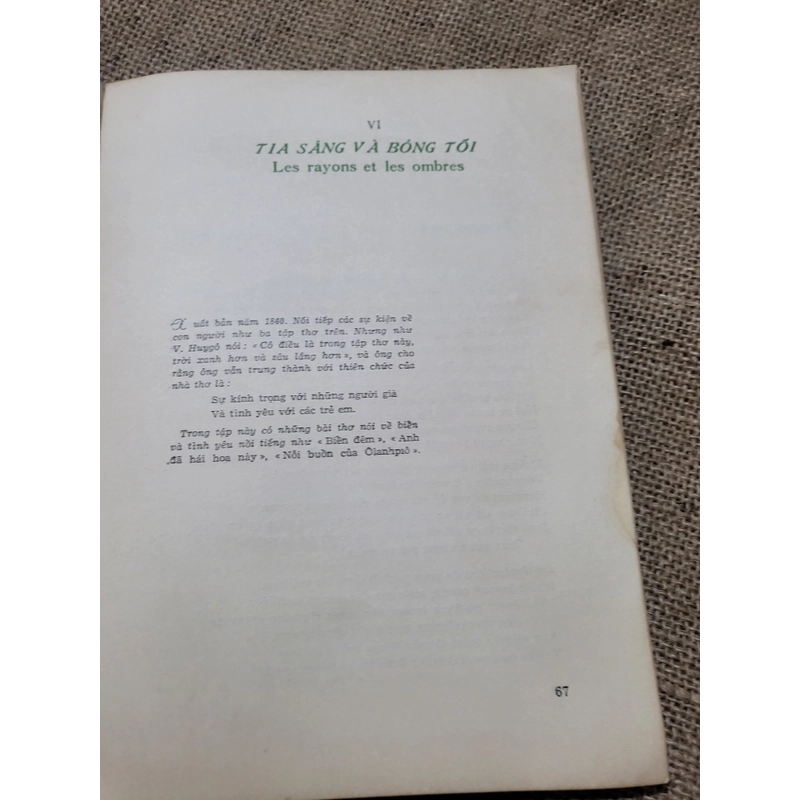 VI
TIA SÁNG VÀ BÓNG TỐI
Les rayons et les ombres
Xuất bản năm 1840. Nối tiếp các sự kiện về
con người như ba tập thơ trên. Nhưng như
V. Huygô nói : « Có điều là trong tập thơ này,
trời xanh hơn và sâu lắng hơn », và ông cho
rằng ông vẫn trung thành với thiên chức của
nhà thơ là :
Sự kính trọng với những người già
Và tình yêu với các trẻ em.
Trong tập này có những bài thơ nói về biển
và tình yêu nồi tiếng như « Biển đêm », « Anh
đã hái hoa này », « Nỗi buồn của Ôlanhpiô ».
67